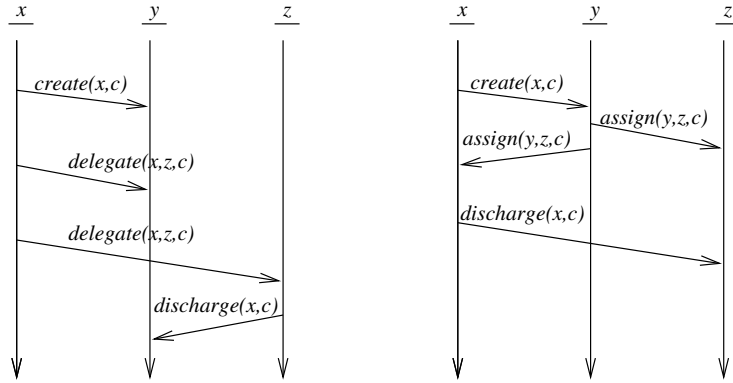 x y z
create(x,c)
delegate(x,z,c)
delegate(x,z,c)
discharge(x,c)
x y z
create(x,c)
assign(y,z,c)
assign(y,z,c)
discharge(x,c)